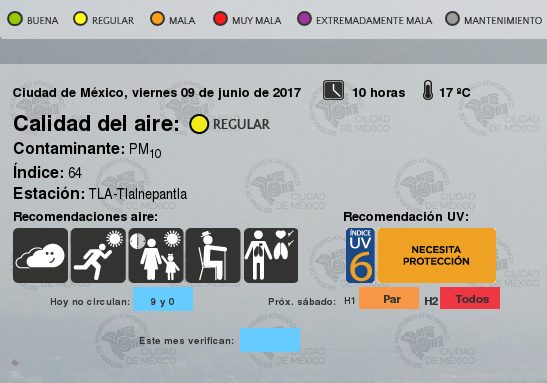 BUENA REGULAR MALA MUY MALA EXTREMADAMENTE MALA MANTENIMIENTO
Ciudad de México, viernes 09 de junio de 2017 10 horas 17 ºC
Calidad del aire: REGULAR
Contaminante: PM10
Índice: 64
Estación: TLA-Tlalnepantla
Recomendaciones aire: Recomendación UV:
ÍNDICE UV 6 NECESITA PROTECCIÓN
Hoy no circulan: 9 y 0 Próx. sábado: H1 Par H2 Todos
Este mes verifican: